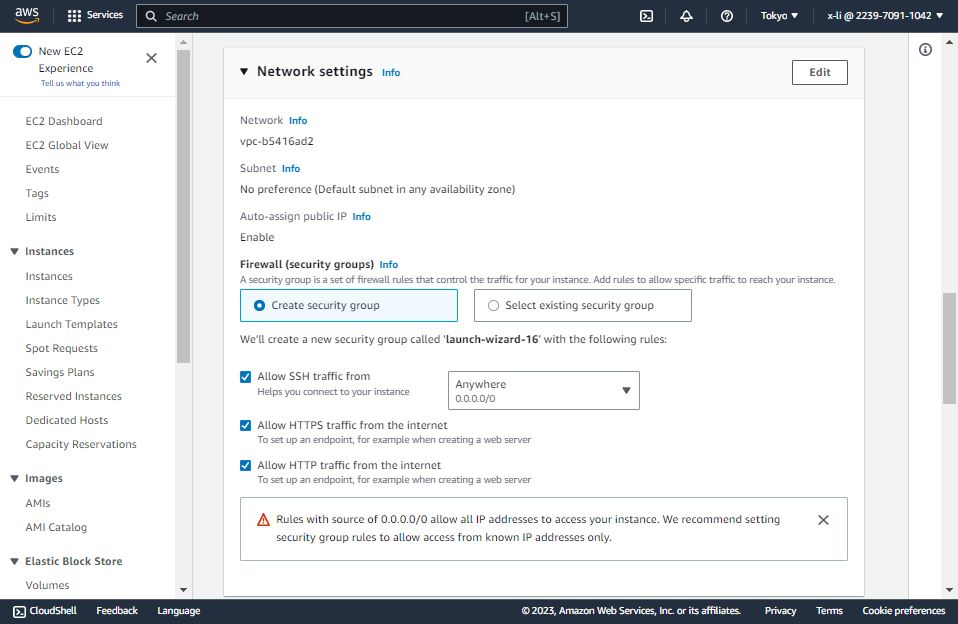 aws
Services
Search
[Alt+S]
Tokyo
x-li @ 2239-7091-1042
New EC2
Experience
Tell us what you think
EC2 Dashboard
EC2 Global View
Events
Tags
Limits
Instances
Instances
Instance Types
Launch Templates
Spot Requests
Savings Plans
Reserved Instances
Dedicated Hosts
Capacity Reservations
Images
AMIs
AMI Catalog
Elastic Block Store
Volumes
Network settings Info
Edit
Network Info
vpc-b5416ad2
Subnet Info
No preference (Default subnet in any availability zone)
Auto-assign public IP Info
Enable
Firewall (security groups) Info
A security group is a set of firewall rules that control the traffic for your instance. Add rules to allow specific traffic to reach your instance.
Create security group
Select existing security group
We'll create a new security group called 'launch-wizard-16' with the following rules:
Allow SSH traffic from
Helps you connect to your instance
Anywhere
0.0.0.0/0
Allow HTTPS traffic from the internet
To set up an endpoint, for example when creating a web server
Allow HTTP traffic from the internet
To set up an endpoint, for example when creating a web server
Rules with source of 0.0.0.0/0 allow all IP addresses to access your instance. We recommend setting
security group rules to allow access from known IP addresses only.
CloudShell
Feedback
Language
© 2023, Amazon Web Services, Inc. or its affiliates.
Privacy
Terms
Cookie preferences